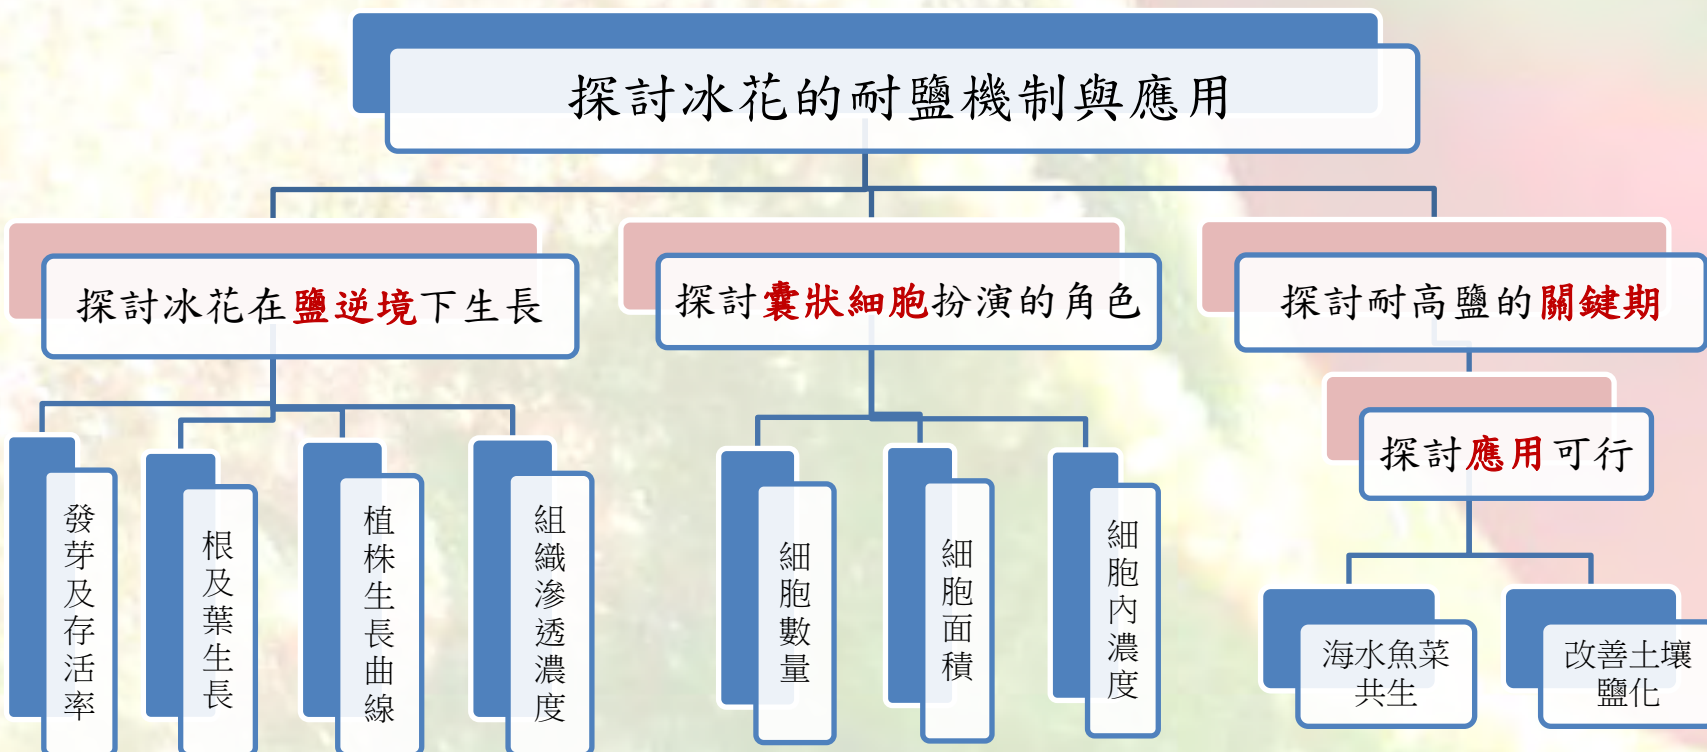 探討冰花的耐鹽機制與應用
探討冰花在鹽逆境下生長
探討囊狀細胞扮演的角色
探討耐高鹽的關鍵期
探討應用可行
發芽及存活率
根及葉生長
植株生長曲線
組織滲透濃度
細胞數量
細胞面積
細胞內濃度
海水魚菜
共生
改善土壤
鹽化